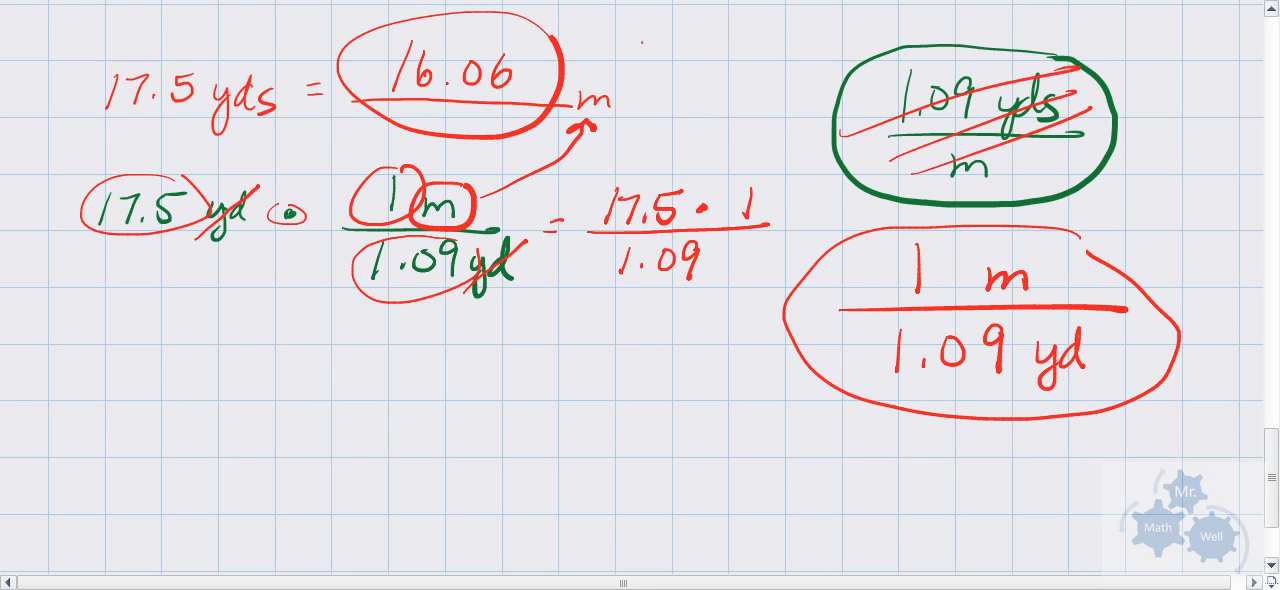 17.5 yds = 16.06 m
1.09 yds
m
17.5 yd • 1 m = 17.5 • 1
1.09 yd 1.09
1 m
1.09 yd
Mr.
Math
Well